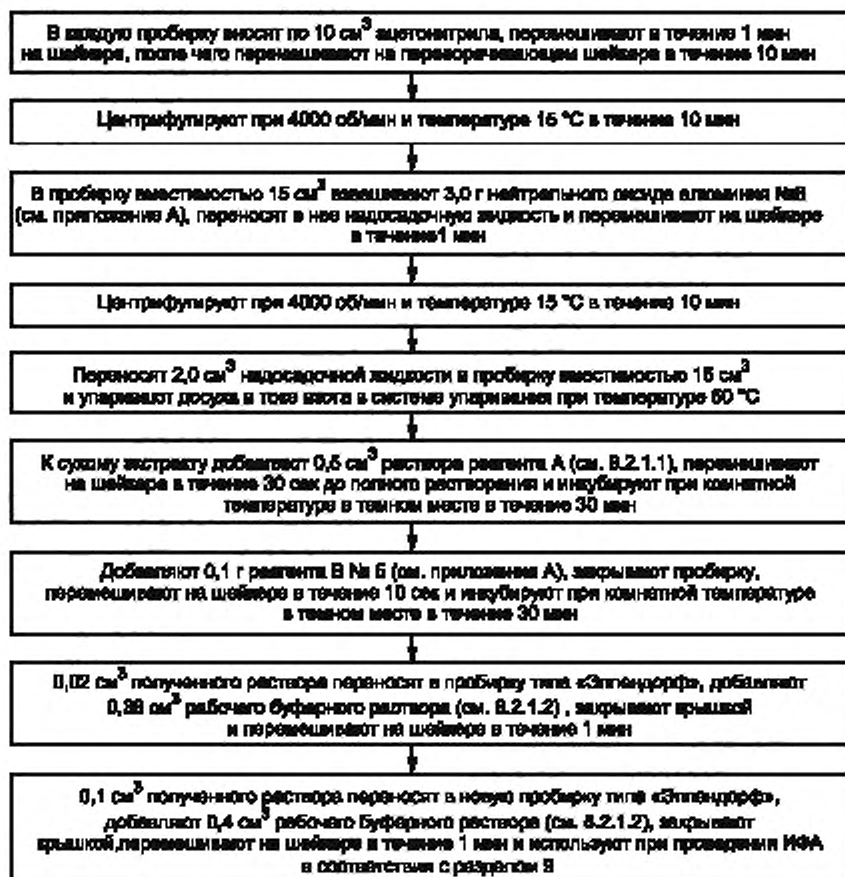 В каждую пробирку вносят по 10 см³ ацетонитрила, перемешивают в течение 1 мин
на шейкере, после чего перемешивают на переворачивающем шейкере в течение 10 мин
Центрифугируют при 4000 об/мин и температуре 15 °С в течение 10 мин
В пробирку вместимостью 15 см³ взвешивают 3,0 г нейтрального оксида алюминия
(см. приложение А), переносят в нее надосадочную жидкость и перемешивают на шейкере
в течение1 мин
Центрифугируют при 4000 об/мин и температуре 15 °С в течение 10 мин
Переносят 2,0 см³ надосадочной жидкости в пробирку вместимостью 15 см³
и упаривают досуха в токе азота в системе упаривания при температуре
К сухому экстракту добавляют 0,5 см³ раствора реагента А (см. 8.2.1.1), перемешивают
на шейкере в течение 30 сек до полного растворения и инкубируют при комнатной
температуре в темном месте в течение 30 мин
Добавляют 0,1 г реагента В (см. приложение А), закрывают пробирку,
перемешивают на шейкере в течение 10 сек и инкубируют при комнатной температуре
в темном месте в течение 30 мин
0,02 см³ полученного раствора переносят в пробирку типа «Эппендорф», добавляют
см³ рабочего буферного раствора (см. 8.2.1.2) , закрывают крышкой
и перемешивают на шейкере в течение 1 мин
0,1 см³ полученного раствора переносят в новую пробирку типа «Эппендорф»,
добавляют 0,4 см³ рабочего буферного раствора (см. 8.2.1.2), закрывают
крышкой,перемешивают на шейкере в течение 1 мин и используют при проведении ИФА
в соответствии с разделом 9